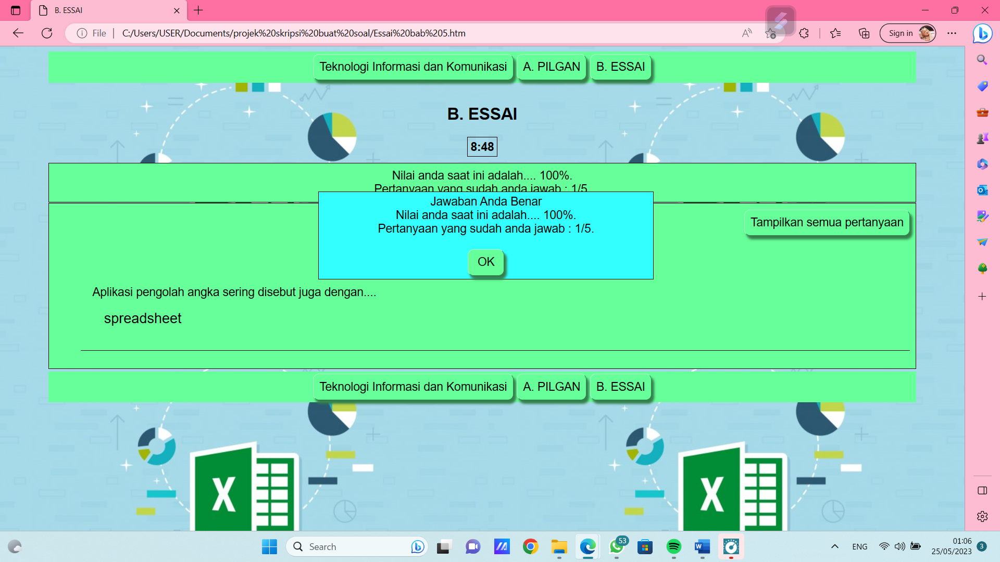 B. ESSAI
File
C:/Users/USER/Documents/projek%20skripsi%20buat%20soal/Essai%20bab%205.htm
Sign in
Teknologi Informasi dan Komunikasi
A. PILGAN
B. ESSAI
B. ESSAI
8:48
Nilai anda saat ini adalah.... 100%.
Pertanyaan yang sudah anda jawab : 1/5
Jawaban Anda Benar
Nilai anda saat ini adalah.... 100%.
Pertanyaan yang sudah anda jawab : 1/5.
OK
Tampilkan semua pertanyaan
Aplikasi pengolah angka sering disebut juga dengan....
spreadsheet
Teknologi Informasi dan Komunikasi
A. PILGAN
B. ESSAI
X
X
Search
53
W
ENG
01:06
25/05/2023
3